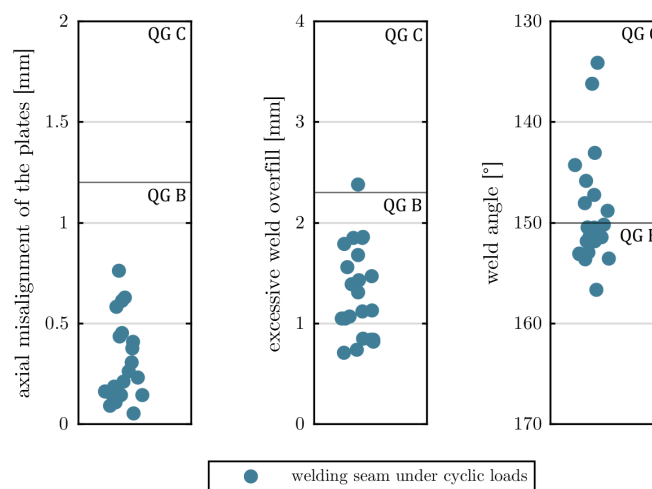 axial misalignment of the plates [mm]
2
1.5
1
0.5
0
QG C
QG B
excessive weld overfill [mm]
4
3
2
1
0
QG C
QG B
weld angle [°]
130
140
150
160
170
QG
QG
welding seam under cyclic loads